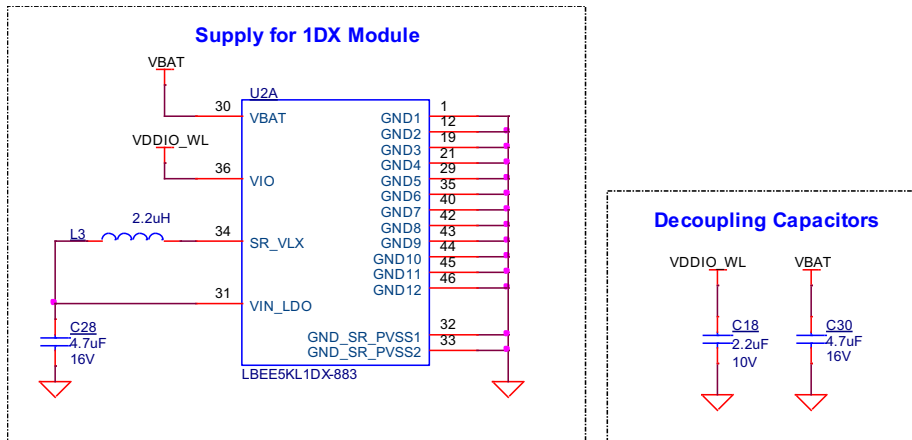 Supply for 1DX Module
VBAT
U2A
30 VBAT
VDDIO_WL
36 VIO
2.2uH
L3
34 SR_VLX
31 VIN_LDO
C28
4.7uF
16V
GND1 1
GND2 12
GND3 19
GND4 21
GND5 29
GND6 35
GND7 40
GND8 42
GND9 43
GND10 44
GND11 45
GND12 46
GND_SR_PVSS1 32
GND_SR_PVSS2 33
LBEE5KL1DX-883
Decoupling Capacitors
VDDIO_WL
C18
2.2uF
10V
VBAT
C30
4.7uF
16V